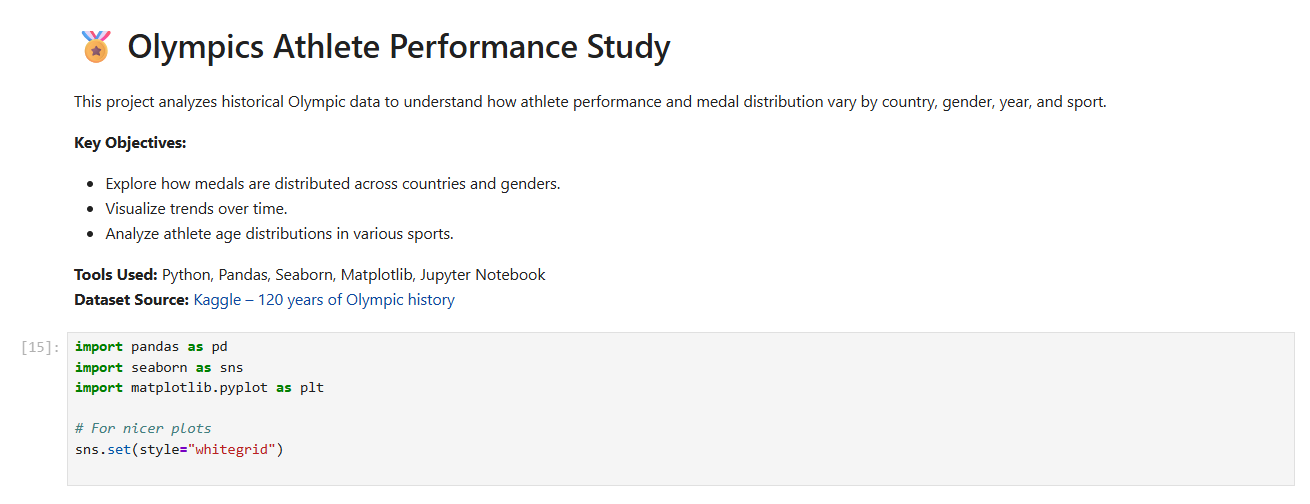 Olympics Athlete Performance Study
This project analyzes historical Olympic data to understand how athlete performance and medal distribution vary by country, gender, year, and sport.
Key Objectives:
• Explore how medals are distributed across countries and genders.
• Visualize trends over time.
• Analyze athlete age distributions in various sports.
Tools Used: Python, Pandas, Seaborn, Matplotlib, Jupyter Notebook
Dataset Source: Kaggle – 120 years of Olympic history
[15]: import pandas as pd
import seaborn as sns
import matplotlib.pyplot as plt
# For nicer plots
sns.set(style="whitegrid")